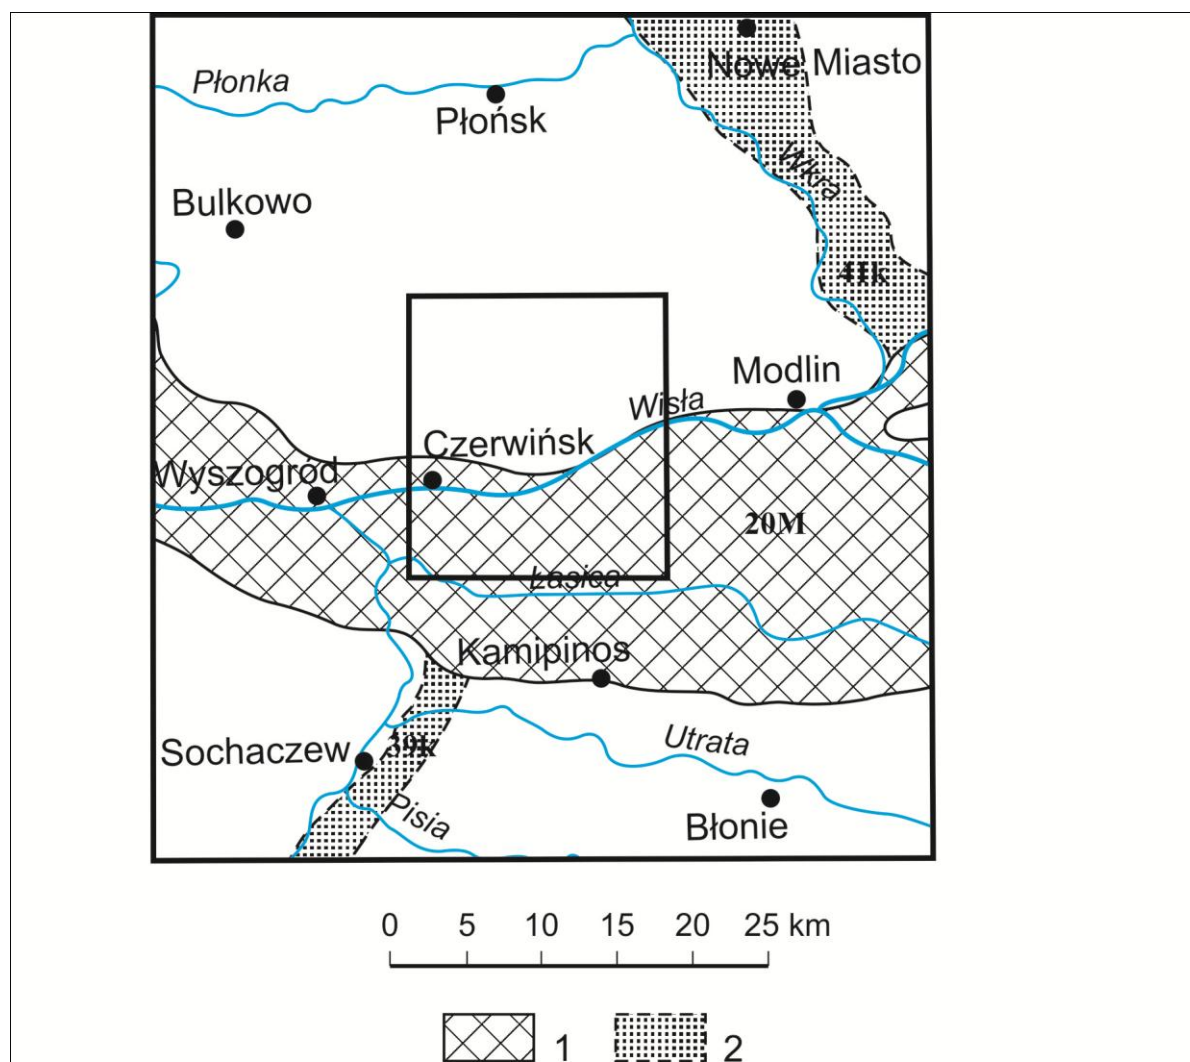 Nowe Miasto
Płonka
Płońsk
Wkra
Bulkowo
41k
Modlin
Wisła
Czerwińsk
Wyszogród
20M
Łasica
Kamipinos
Utrata
39k
Sochaczew
Pisia
Błonie
0 5 10 15 20 25 km
1 2